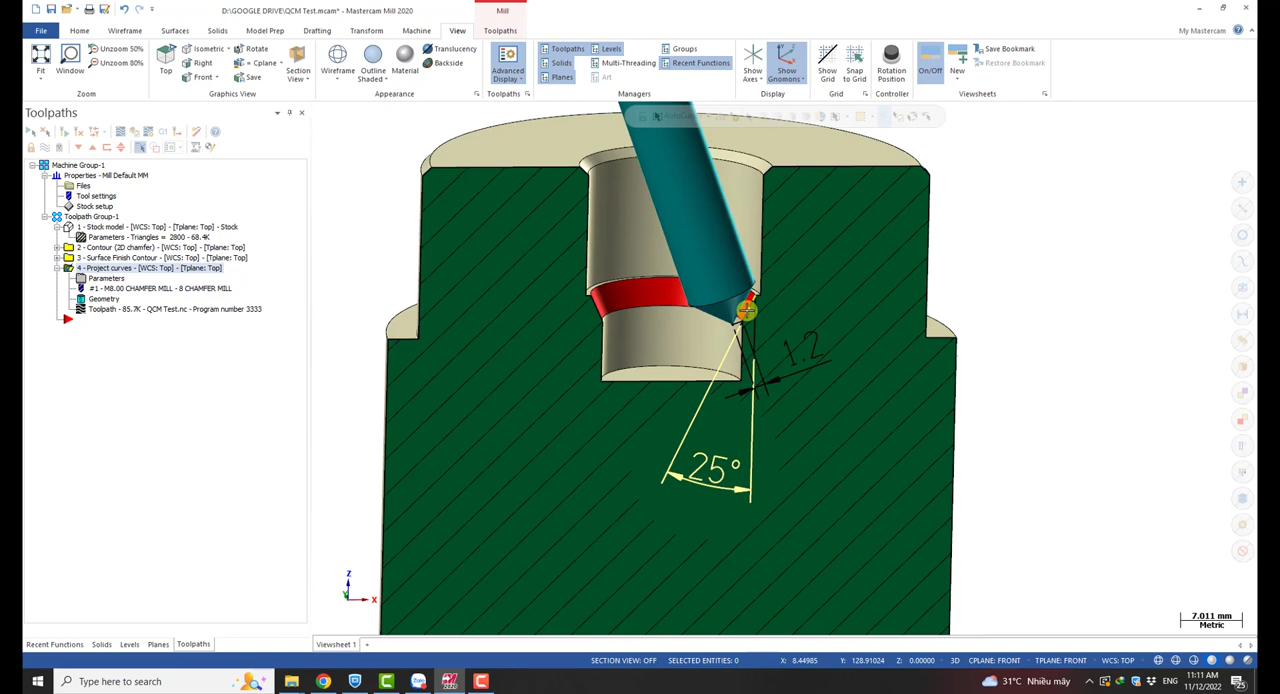 D:\GOOGLE DRIVE\QCM Test.mcam* - Mastercam Mill 2020
Mill
File Home Wireframe Surfaces Solids Model Prep Drafting Transform Machine View Toolpaths My Mastercam
Fit
Window
Unzoom 50%
Unzoom 80%
Zoom
Top
Isometric
Right
Front
Rotate
= Cplane
Save
Section View
Graphics View
Wireframe
Outline Shaded
Material
Translucency
Backside
Appearance
Advanced Display
Toolpaths
Toolpaths Levels Groups
Solids Multi-Threading Recent Functions
Planes Art
Managers
Show Axes
Show Gnomons
Display
Show Grid
Snap to Grid
Grid
Rotation Position
Controller
On/Off
New
Save Bookmark
Restore Bookmark
Viewsheets
Toolpaths
Machine Group-1
Properties - Mill Default MM
Files
Tool settings
Stock setup
Toolpath Group-1
1 - Stock model - [WCS: Top] - [Tplane: Top] - Stock
Parameters - Triangles = 2800 - 68.4K
2 - Contour (2D chamfer) - [WCS: Top] - [Tplane: Top]
3 - Surface Finish Contour - [WCS: Top] - [Tplane: Top]
4 - Project curves - [WCS: Top] - [Tplane: Top]
Parameters
#1 - M8.00 CHAMFER MILL - 8 CHAMFER MILL
Geometry
Toolpath - 85.7K - QCM Test.nc - Program number 3333
AutoCursor
1.2
25°
Z
Y
X
7.011 mm
Metric
Recent Functions Solids Levels Planes Toolpaths
Viewsheet 1 +
SECTION VIEW: OFF SELECTED ENTITIES: 0 X: 8.44985 Y: 128.91024 Z: 0.00000 3D CPLANE: FRONT TPLANE: FRONT WCS: TOP
Type here to search
31°C Nhiều mây
ENG
11:11 AM
11/12/2022
25